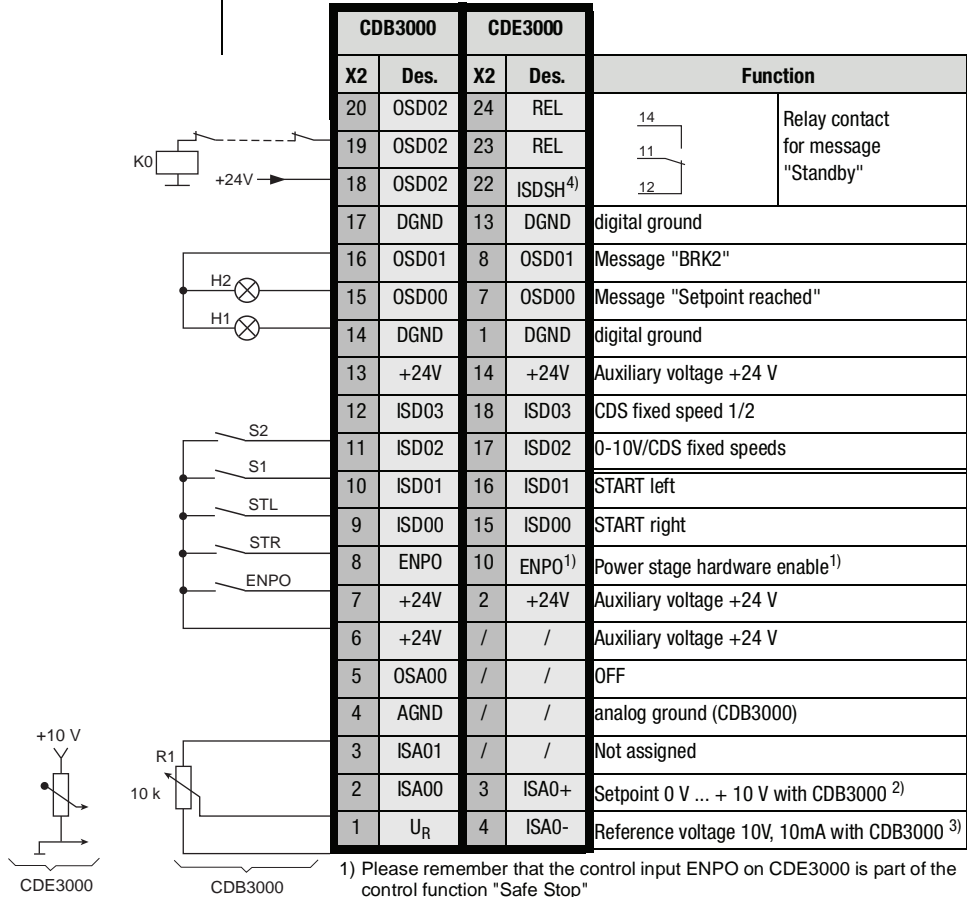 CDB3000 CDE3000
X2 Des. X2 Des. Function
20 OSD02 24 REL
19 OSD02 23 REL
18 OSD02 22 ISDSH4)
14
11
12
Relay contact
for message
"Standby"
17 DGND 13 DGND digital ground
16 OSD01 8 OSD01 Message "BRK2"
15 OSD00 7 OSD00 Message "Setpoint reached"
14 DGND 1 DGND digital ground
13 +24V 14 +24V Auxiliary voltage +24 V
12 ISD03 18 ISD03 CDS fixed speed 1/2
11 ISD02 17 ISD02 0-10V/CDS fixed speeds
10 ISD01 16 ISD01 START left
9 ISD00 15 ISD00 START right
8 ENPO 10 ENPO1) Power stage hardware enable1)
7 +24V 2 +24V Auxiliary voltage +24 V
6 +24V / / Auxiliary voltage +24 V
5 OSA00 / / OFF
4 AGND / / analog ground (CDB3000)
3 ISA01 / / Not assigned
2 ISA00 3 ISA0+ Setpoint 0 V ... + 10 V with CDB3000 2)
1 UR 4 ISA0- Reference voltage 10V, 10mA with CDB3000 3)
K0
+24V
H2
H1
S2
S1
STL
STR
ENPO
+10 V
R1
10 k
CDE3000
CDB3000
1) Please remember that the control input ENPO on CDE3000 is part of the
control function "Safe Stop"